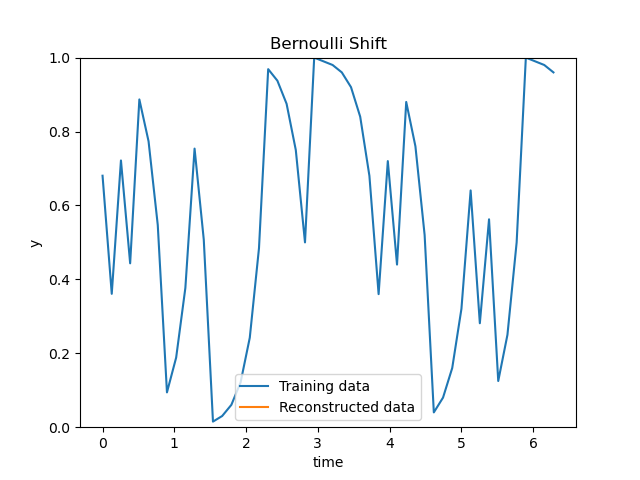 Bernoulli Shift
1.0
0.8
0.6
0.4
0.2
0.0
y
Training data
Reconstructed data
0 1 2 3 4 5 6
time